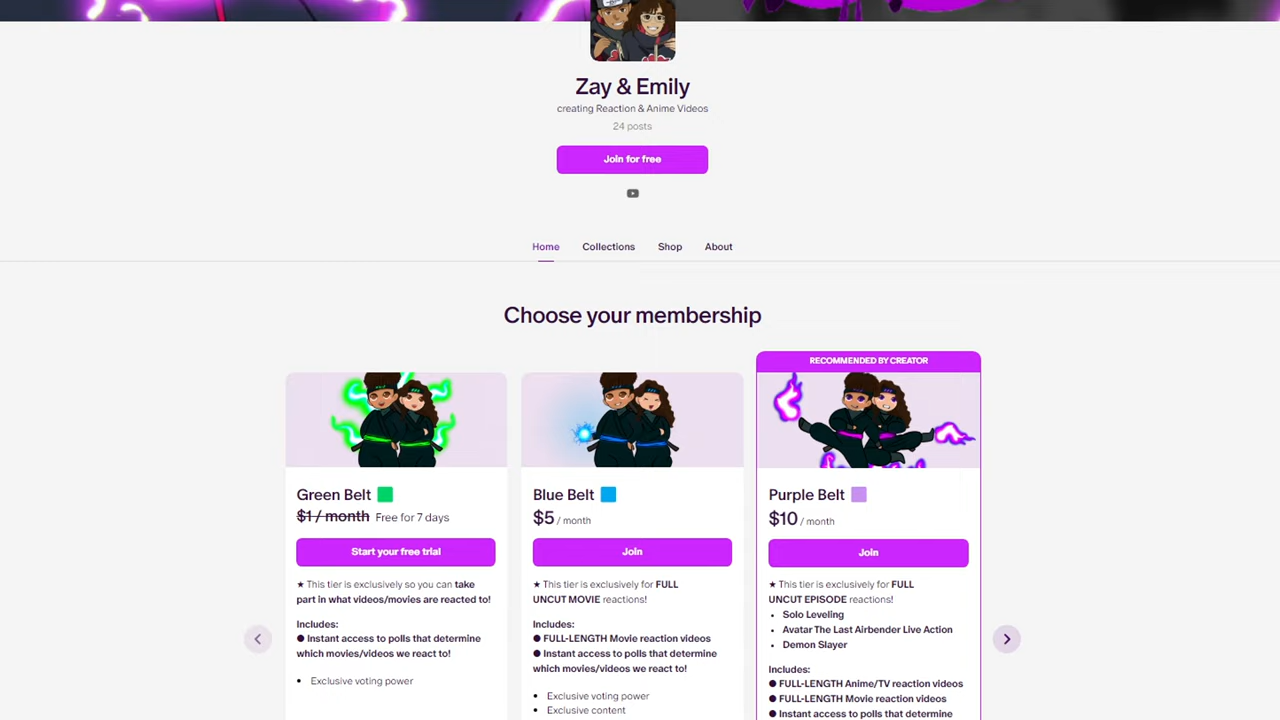 Zay & Emily
creating Reaction & Anime Videos
24 posts
Join for free
Home
Collections
Shop
About
Choose your membership
Green Belt
$1 / month Free for 7 days
Start your free trial
★ This tier is exclusively so you can take
part in what videos/movies are reacted to!
Includes:
● Instant access to polls that determine
which movies/videos we react to!
• Exclusive voting power
Blue Belt
$5 / month
Join
★ This tier is exclusively for FULL
UNCUT MOVIE reactions!
Includes:
● FULL-LENGTH Movie reaction videos
● Instant access to polls that determine
which movies/videos we react to!
• Exclusive voting power
• Exclusive content
RECOMMENDED BY CREATOR
Purple Belt
$10 / month
Join
★ This tier is exclusively for FULL
UNCUT EPISODE reactions!
• Solo Leveling
• Avatar The Last Airbender Live Action
• Demon Slayer
Includes:
● FULL-LENGTH Anime/TV reaction videos
● FULL-LENGTH Movie reaction videos
● Instant access to polls that determine